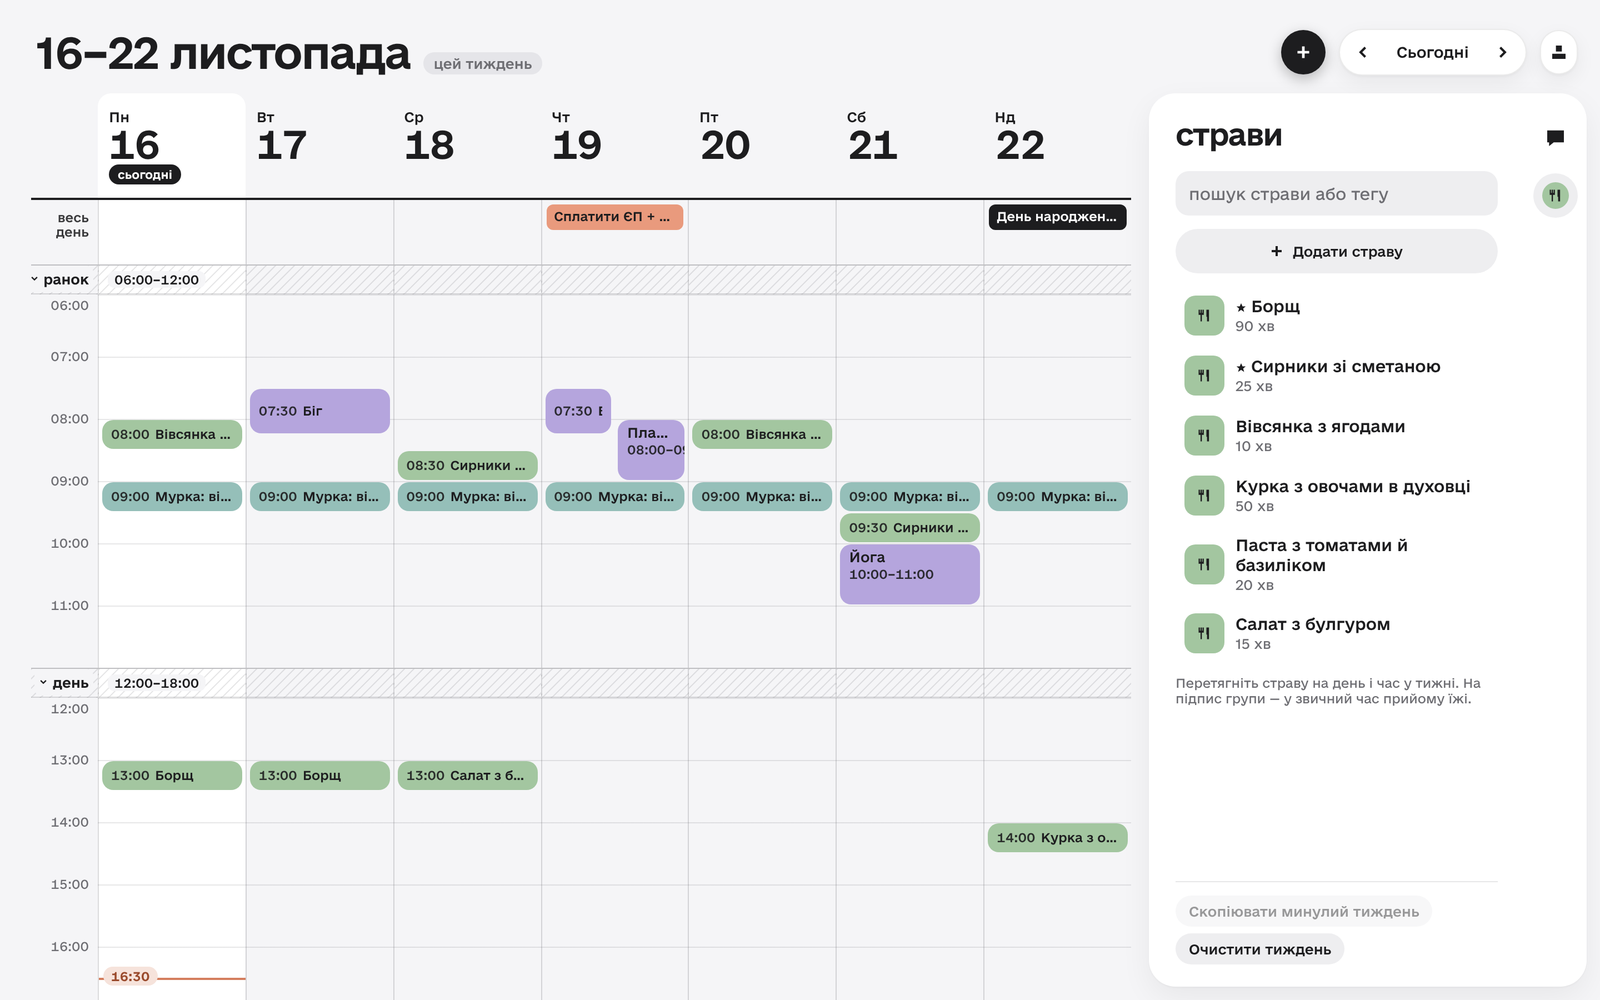 16–22 листопада цей тиждень
+ Сьогодні
Пн
16
сьогодні
Вт
17
Ср
18
Чт
19
Пт
20
Сб
21
Нд
22
весь
день
Сплатити ЄП + ...
День народжен...
ранок 06:00–12:00
06:00
07:00
07:30 Біг
07:30
08:00
08:00 Вівсянка ...
Пла...
08:00–0
08:00 Вівсянка ...
08:30 Сирники ...
09:00
09:00 Мурка: ві...
09:00 Мурка: ві...
09:00 Мурка: ві...
09:00 Мурка: ві...
09:00 Мурка: ві...
09:00 Мурка: ві...
09:00 Мурка: ві...
09:30 Сирники ...
10:00
Йога
10:00–11:00
11:00
день 12:00–18:00
12:00
13:00
13:00 Борщ
13:00 Борщ
13:00 Салат з б...
14:00
14:00 Курка з о...
15:00
16:00
16:30
страви
пошук страви або тегу
+ Додати страву
★ Борщ
90 хв
★ Сирники зі сметаною
25 хв
Вівсянка з ягодами
10 хв
Курка з овочами в духовці
50 хв
Паста з томатами й
базиліком
20 хв
Салат з булгуром
15 хв
Перетягніть страву на день і час у тижні. На
підпис групи — у звичний час прийому їжі.
Скопіювати минулий тиждень
Очистити тиждень